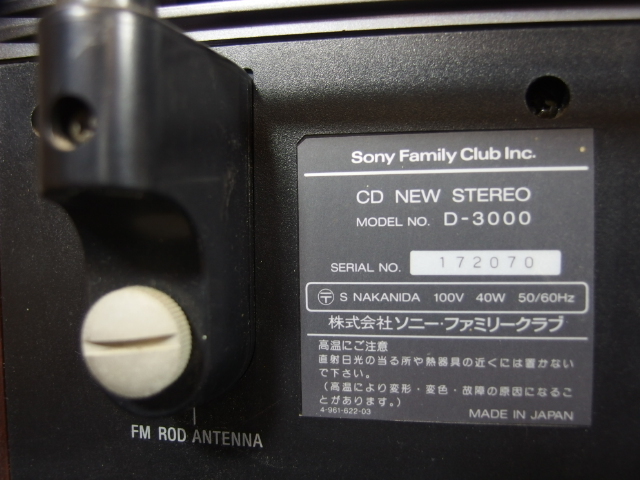 Sony Family Club Inc.
CD NEW STEREO
MODEL NO. D-3000
SERIAL NO. 172070
〒 S NAKANIDA 100V 40W 50/60Hz
株式会社ソニー・ファミリークラブ
高温にご注意
直射日光の当る所や熱器具の近くには置かない
で下さい。
(高温により変形・変色・故障の原因になるこ
とがあります。)
4-961-622-03
MADE IN JAPAN
FM ROD ANTENNA